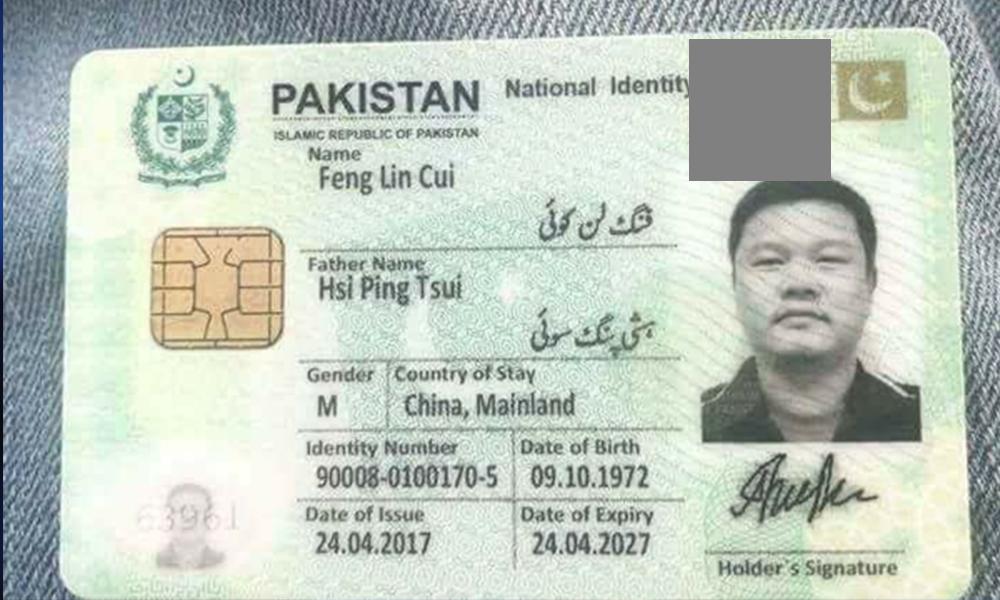 PAKISTAN National Identity
ISLAMIC REPUBLIC OF PAKISTAN
Name
Feng Lin Cui
فنگ لن کوئی
Father Name
Hsi Ping Tsui
ہشی پنگ سوئی
Gender Country of Stay
M China, Mainland
Identity Number Date of Birth
90008-0100170-5 09.10.1972
Date of Issue Date of Expiry
24.04.2017 24.04.2027
63961
Holder's Signature